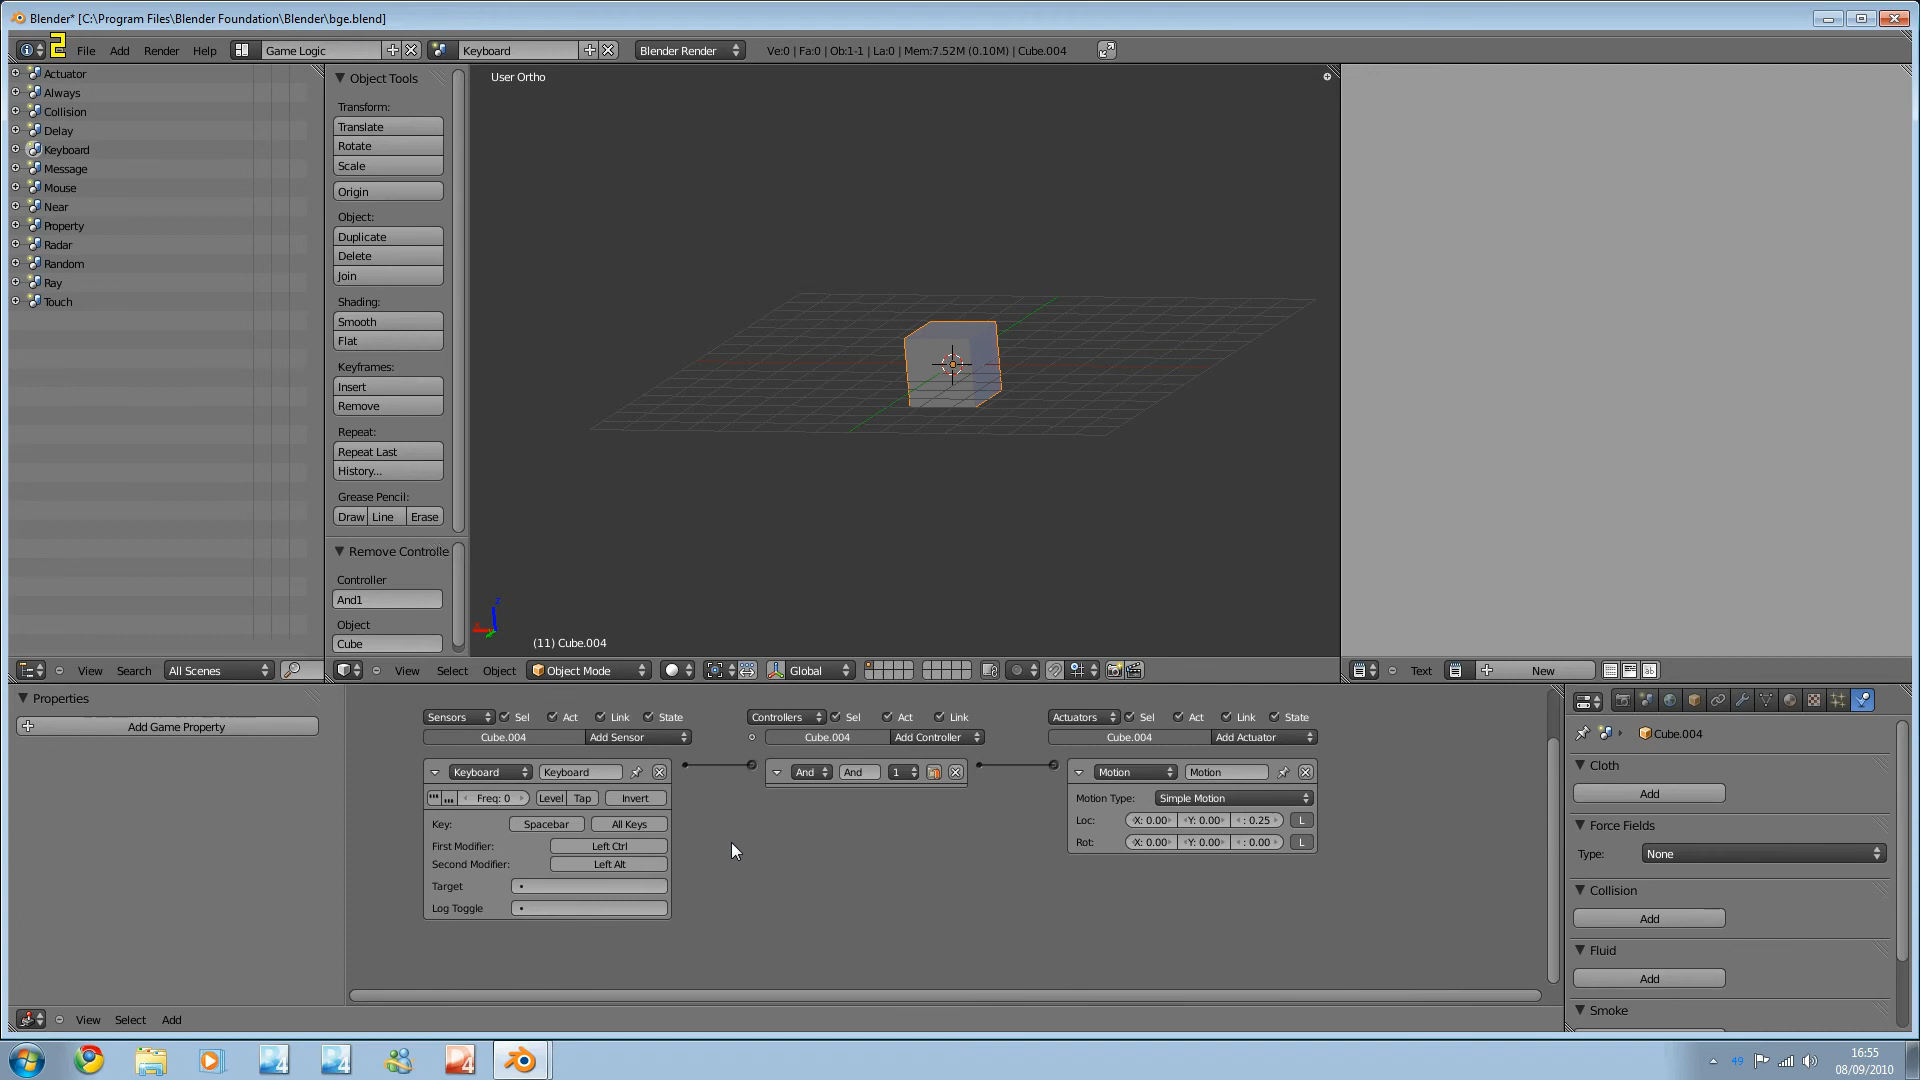 Blender* [C:\Program Files\Blender Foundation\Blender\bge.blend]
2 File Add Render Help Game Logic Keyboard Blender Render Ve:0 | Fa:0 | Ob:1-1 | La:0 | Mem:7.52M (0.10M) | Cube.004
Actuator
Always
Collision
Delay
Keyboard
Message
Mouse
Near
Property
Radar
Random
Ray
Touch
View Search All Scenes
Object Tools
Transform:
Translate
Rotate
Scale
Origin
Object:
Duplicate
Delete
Join
Shading:
Smooth
Flat
Keyframes:
Insert
Remove
Repeat:
Repeat Last
History...
Grease Pencil:
Draw Line Erase
Remove Controlle
Controller
And1
Object
Cube
User Ortho
z
(11) Cube.004
View Select Object Object Mode Global
Text New
Properties
Add Game Property
Sensors Sel Act Link State
Cube.004 Add Sensor
Keyboard Keyboard
Freq: 0 Level Tap Invert
Key: Spacebar All Keys
First Modifier: Left Ctrl
Second Modifier: Left Alt
Target
Log Toggle
Controllers Sel Act Link
Cube.004 Add Controller
And And 1
Actuators Sel Act Link State
Cube.004 Add Actuator
Motion Motion
Motion Type: Simple Motion
Loc: X: 0.00 Y: 0.00 : 0.25 L
Rot: X: 0.00 Y: 0.00 : 0.00 L
View Select Add
Cube.004
Cloth
Add
Force Fields
Type: None
Collision
Add
Fluid
Add
Smoke
49
16:55
08/09/2010